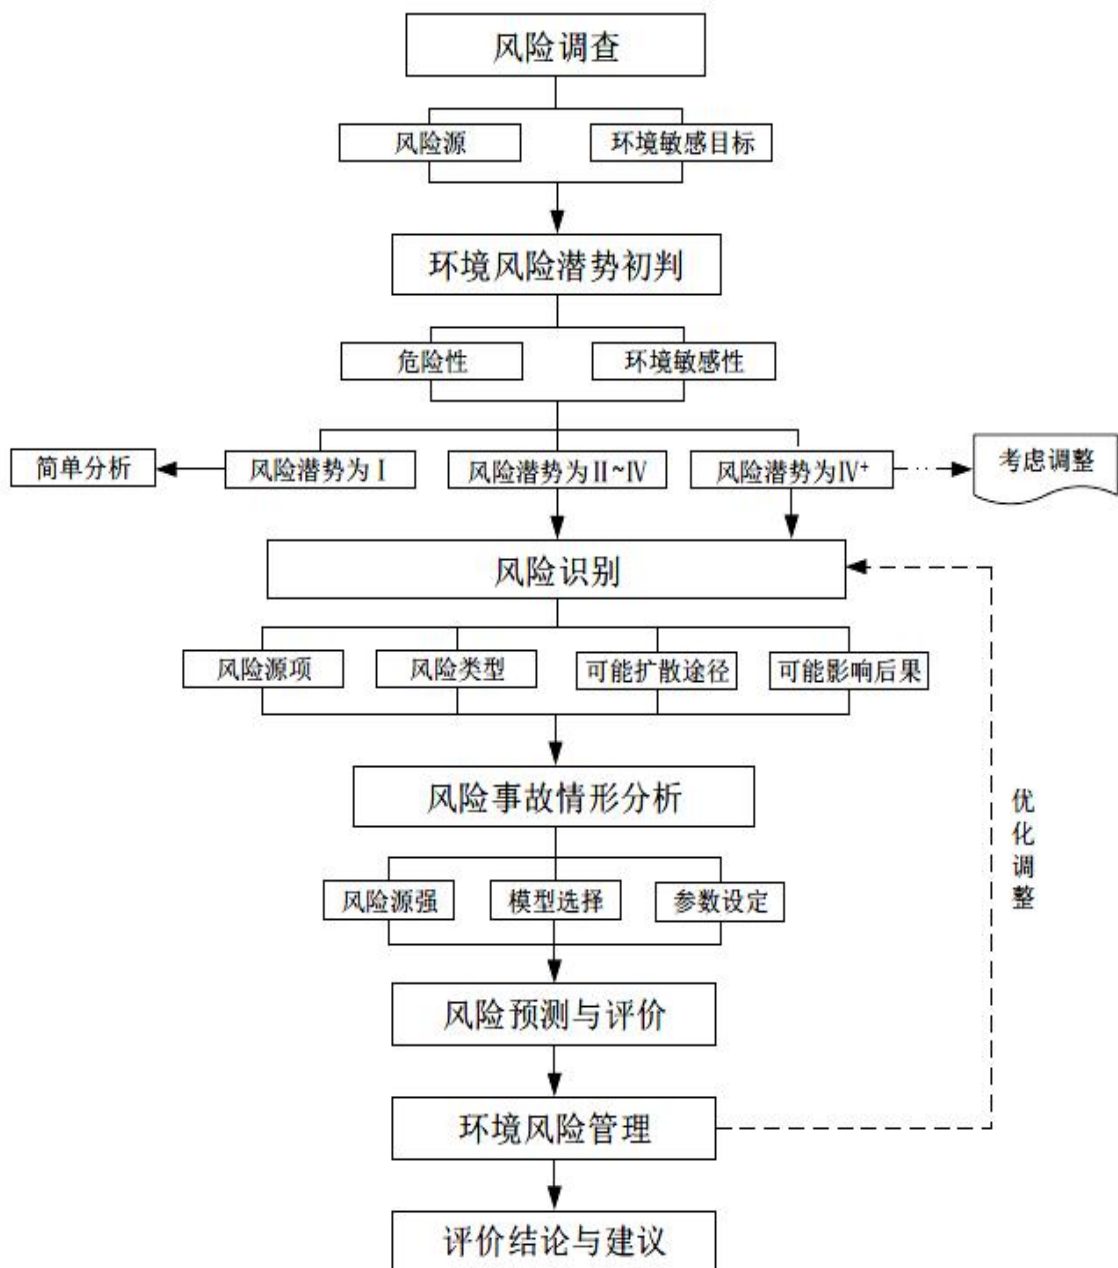 风险调查
风险源
环境敏感目标
环境风险潜势初判
危险性
环境敏感性
简单分析
风险潜势为Ⅰ
风险潜势为Ⅱ~Ⅳ
风险潜势为Ⅳ⁺
考虑调整
风险识别
风险源项
风险类型
可能扩散途径
可能影响后果
风险事故情形分析
优化调整
风险源强
模型选择
参数设定
风险预测与评价
环境风险管理
评价结论与建议